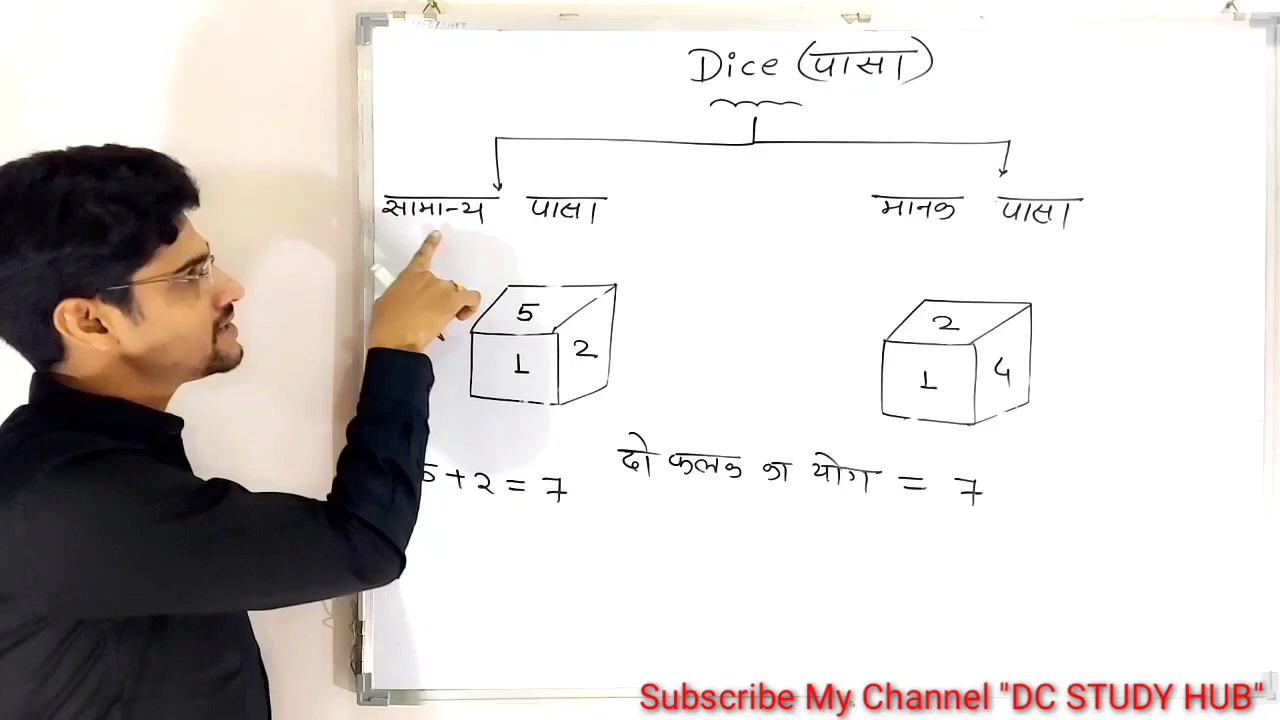 Dice (पासा)
सामान्य पासा
मानक पासा
5
1
2
2
1
4
5+2 = 7
दो फलक का योग = 7
Subscribe My Channel "DC STUDY HUB"